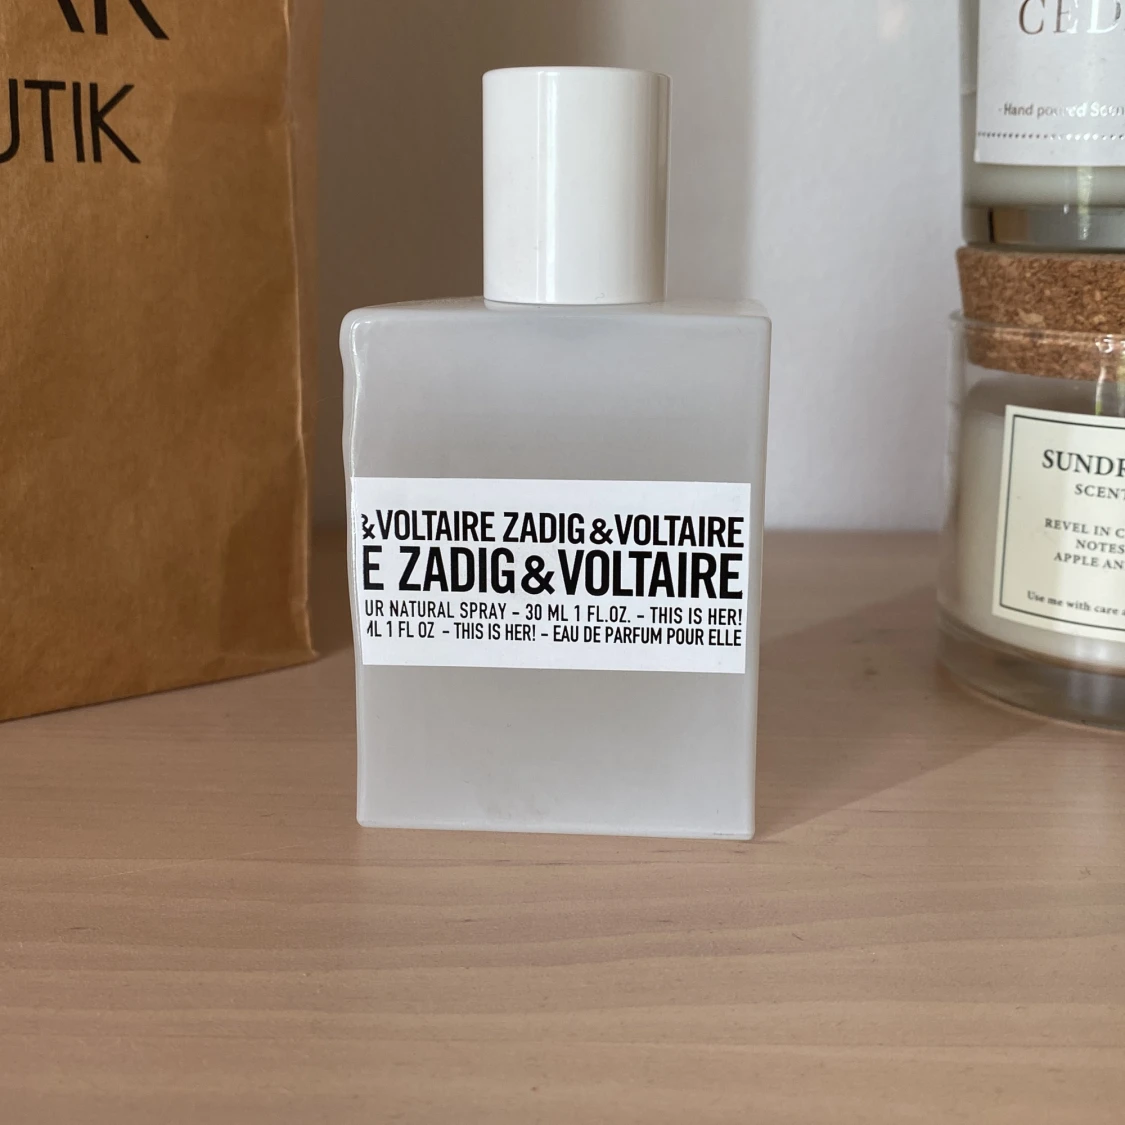 UTIK
&VOLTAIRE ZADIG&VOLTAIRE
E ZADIG&VOLTAIRE
UR NATURAL SPRAY – 30 ML 1 FL.OZ. – THIS IS HER!
ML 1 FL OZ – THIS IS HER! – EAU DE PARFUM POUR ELLE
CED
- Hand poured Scen
SUNDR
SCENT
REVEL IN C
NOTES
APPLE AN
Use me with care a